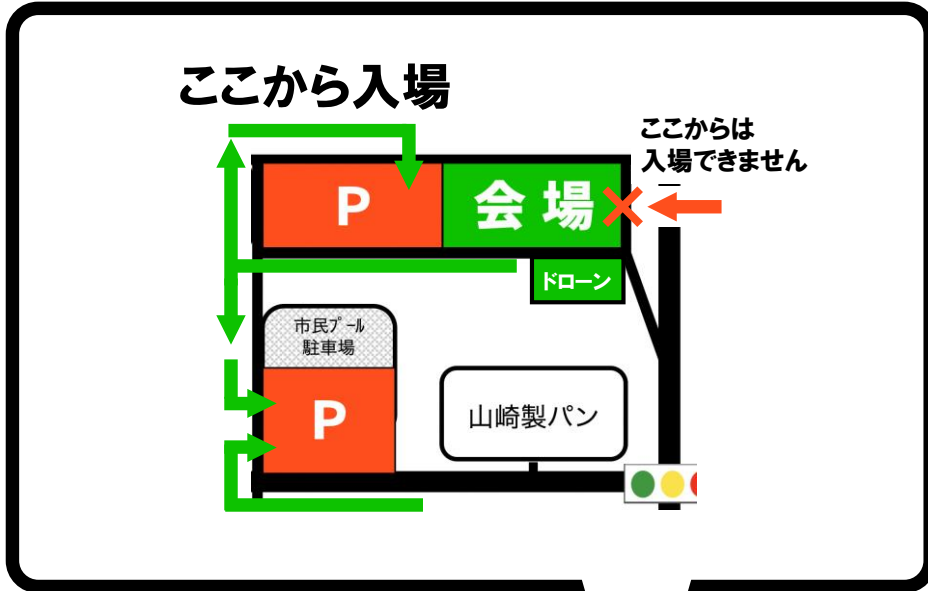 ここから入場
ここからは
入場できません
P
会場
ドローン
市民プール
駐車場
P
山崎製パン